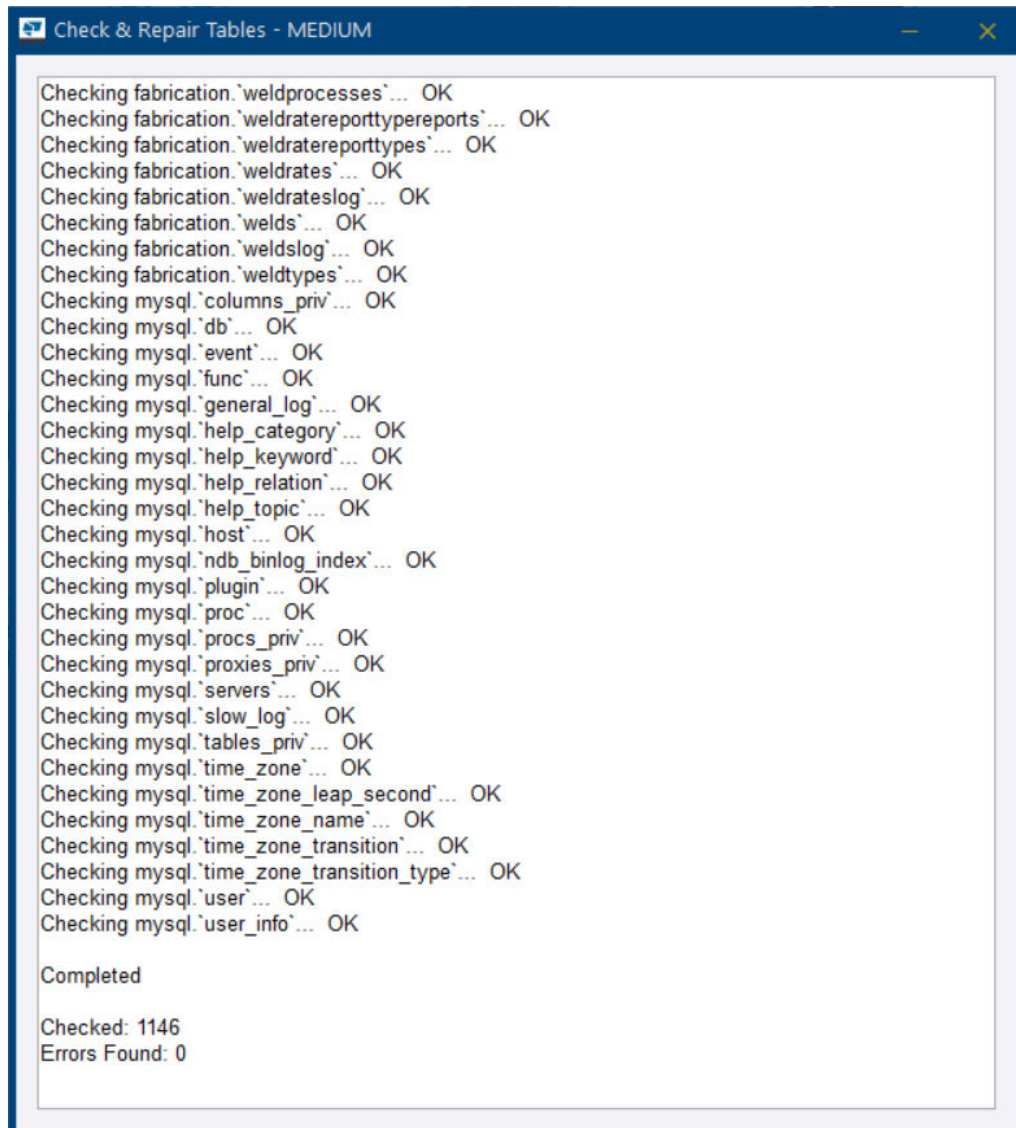 Check & Repair Tables - MEDIUM
Checking fabrication.`weldprocesses`... OK
Checking fabrication.`weldratereporttypereports`... OK
Checking fabrication.`weldratereporttypes`... OK
Checking fabrication.`weldrates`... OK
Checking fabrication.`weldrateslog`... OK
Checking fabrication.`welds`... OK
Checking fabrication.`weldslog`... OK
Checking fabrication.`weldtypes`... OK
Checking mysql.`columns_priv`... OK
Checking mysql.`db`... OK
Checking mysql.`event`... OK
Checking mysql.`func`... OK
Checking mysql.`general_log`... OK
Checking mysql.`help_category`... OK
Checking mysql.`help_keyword`... OK
Checking mysql.`help_relation`... OK
Checking mysql.`help_topic`... OK
Checking mysql.`host`... OK
Checking mysql.`ndb_binlog_index`... OK
Checking mysql.`plugin`... OK
Checking mysql.`proc`... OK
Checking mysql.`procs_priv`... OK
Checking mysql.`proxies_priv`... OK
Checking mysql.`servers`... OK
Checking mysql.`slow_log`... OK
Checking mysql.`tables_priv`... OK
Checking mysql.`time_zone`... OK
Checking mysql.`time_zone_leap_second`... OK
Checking mysql.`time_zone_name`... OK
Checking mysql.`time_zone_transition`... OK
Checking mysql.`time_zone_transition_type`... OK
Checking mysql.`user`... OK
Checking mysql.`user_info`... OK
Completed
Checked: 1146
Errors Found: 0